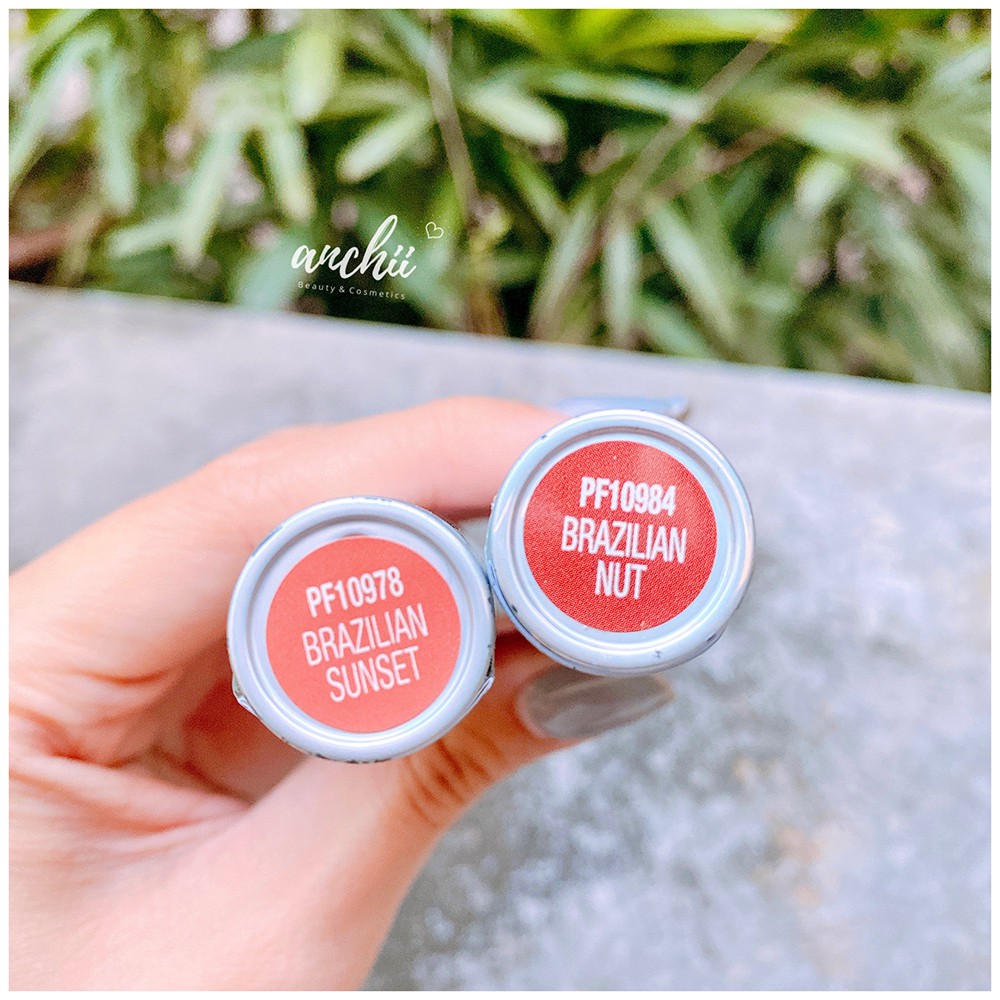 anchii
Beauty & Cosmetics
PF10984
BRAZILIAN
NUT
PF10978
BRAZILIAN
SUNSET